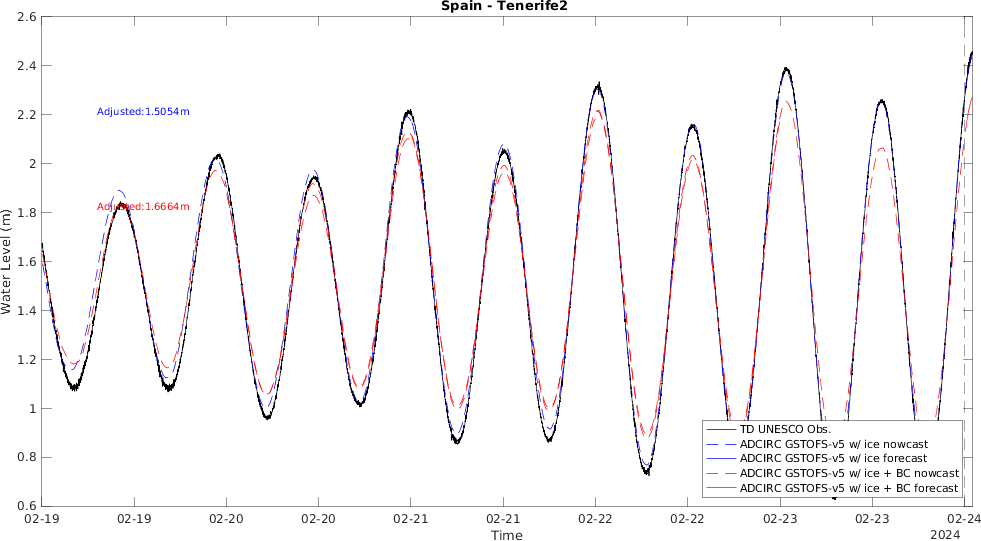 Spain - Tenerife2
2.6
2.4
2.2
2
1.8
1.6
1.4
1.2
1
0.8
0.6
Water Level (m)
Adjusted:1.5054m
Adjusted:1.6664m
TD UNESCO Obs.
ADCIRC GSTOFS-v5 w/ ice nowcast
ADCIRC GSTOFS-v5 w/ ice forecast
ADCIRC GSTOFS-v5 w/ ice + BC nowcast
ADCIRC GSTOFS-v5 w/ ice + BC forecast
02-19 02-19 02-20 02-20 02-21 02-21 02-22 02-22 02-23 02-23 02-24
2024
Time